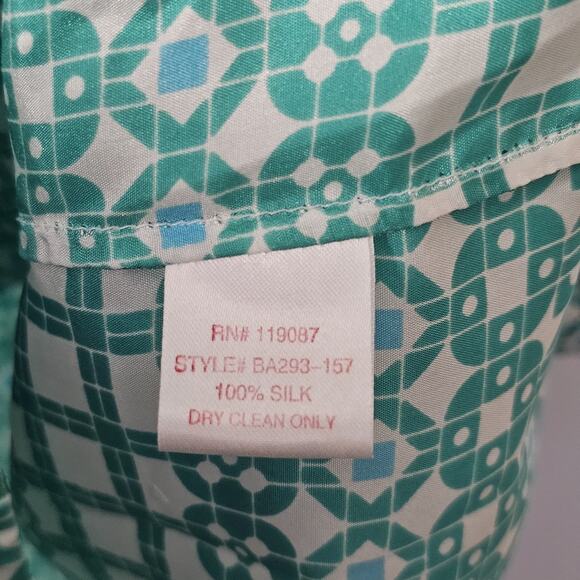 RN# 119087
STYLE# BA293-157
100% SILK
DRY CLEAN ONLY